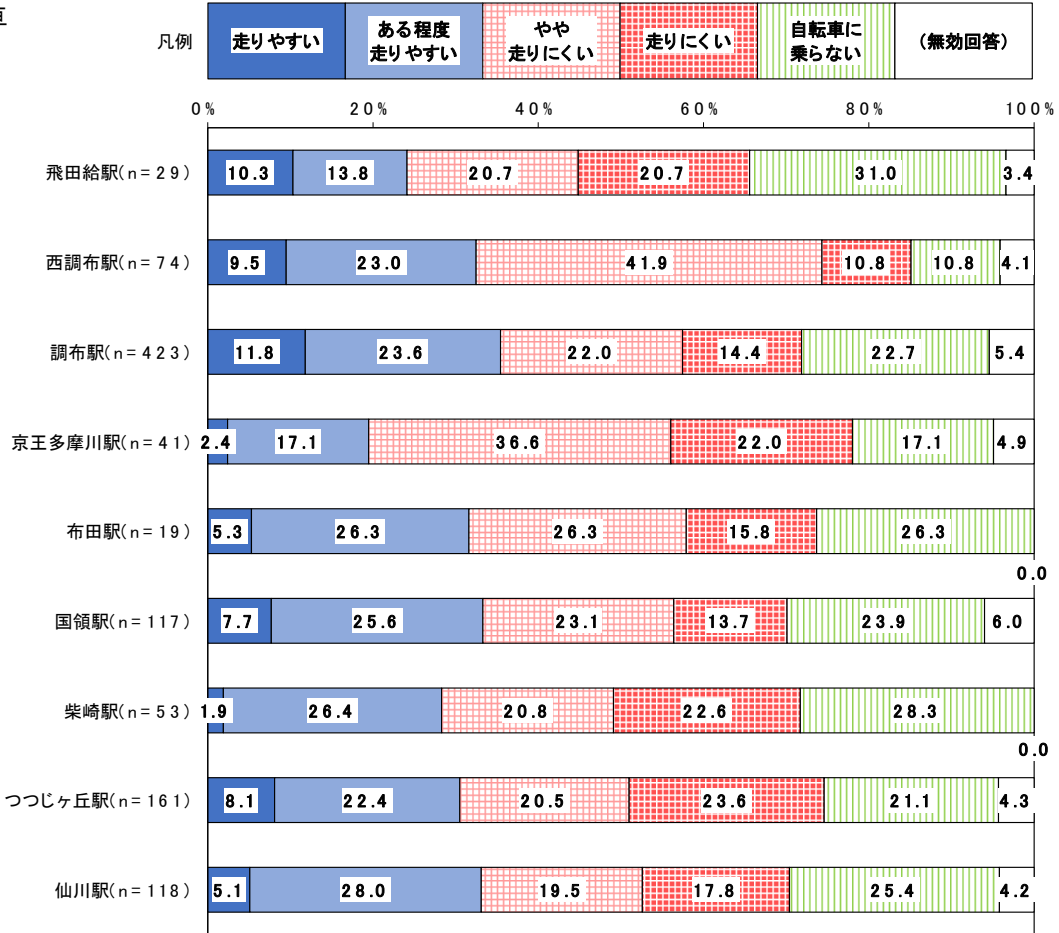 凡例
走りやすい
ある程度
走りやすい
やや
走りにくい
走りにくい
自転車に
乗らない
(無効回答)
0% 20% 40% 60% 80% 100%
飛田給駅(n=29) 10.3 13.8 20.7 20.7 31.0 3.4
西調布駅(n=74) 9.5 23.0 41.9 10.8 10.8 4.1
調布駅(n=423) 11.8 23.6 22.0 14.4 22.7 5.4
京王多摩川駅(n=41) 2.4 17.1 36.6 22.0 17.1 4.9
布田駅(n=19) 5.3 26.3 26.3 15.8 26.3
0.0
国領駅(n=117) 7.7 25.6 23.1 13.7 23.9 6.0
柴崎駅(n=53) 1.9 26.4 20.8 22.6 28.3
0.0
つつじヶ丘駅(n=161) 8.1 22.4 20.5 23.6 21.1 4.3
仙川駅(n=118) 5.1 28.0 19.5 17.8 25.4 4.2